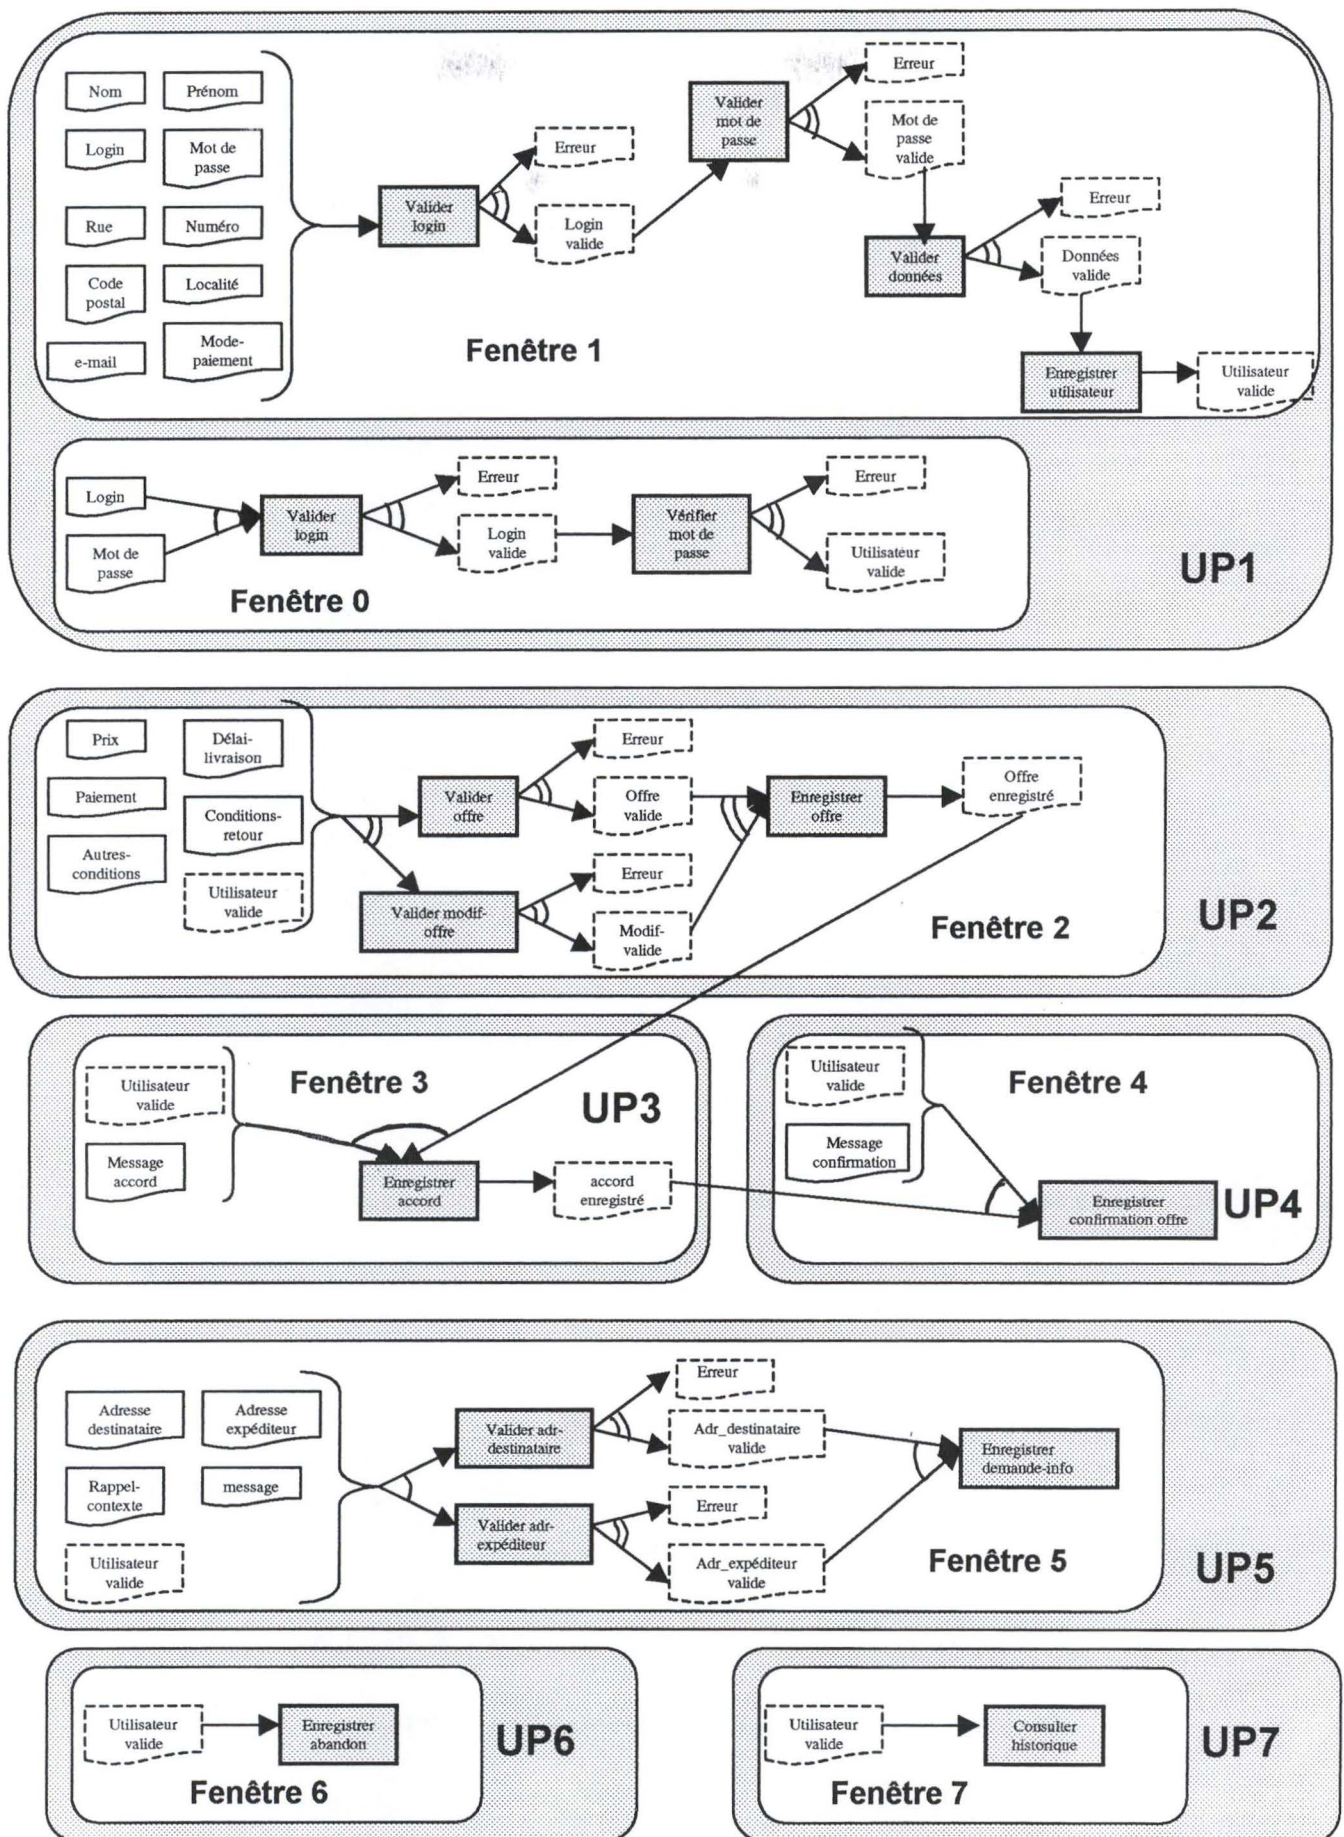 Nom
Prénom
Login
Mot de
passe
Rue
Numéro
Code
postal
Localité
e-mail
Mode-
paiement
Valider
login
Erreur
Login
valide
Valider
mot de
passe
Erreur
Mot de
passe
valide
Valider
données
Erreur
Données
valide
Enregistrer
utilisateur
Utilisateur
valide
Fenêtre 1
Login
Mot de
passe
Valider
login
Erreur
Login
valide
Vérifier
mot de
passe
Erreur
Utilisateur
valide
Fenêtre 0
UP1
Prix
Délai-
livraison
Paiement
Conditions-
retour
Autres-
conditions
Utilisateur
valide
Valider
offre
Erreur
Offre
valide
Valider modif-
offre
Erreur
Modif-
valide
Enregistrer
offre
Offre
enregistré
Fenêtre 2
UP2
Utilisateur
valide
Message
accord
Fenêtre 3
UP3
Enregistrer
accord
accord
enregistré
Utilisateur
valide
Message
confirmation
Fenêtre 4
Enregistrer
confirmation offre
UP4
Adresse
destinataire
Adresse
expéditeur
Rappel-
contexte
message
Utilisateur
valide
Valider adr-
destinataire
Erreur
Adr_destinataire
valide
Valider adr-
expéditeur
Erreur
Adr_expéditeur
valide
Enregistrer
demande-info
Fenêtre 5
UP5
Utilisateur
valide
Enregistrer
abandon
Fenêtre 6
UP6
Utilisateur
valide
Consulter
historique
Fenêtre 7
UP7